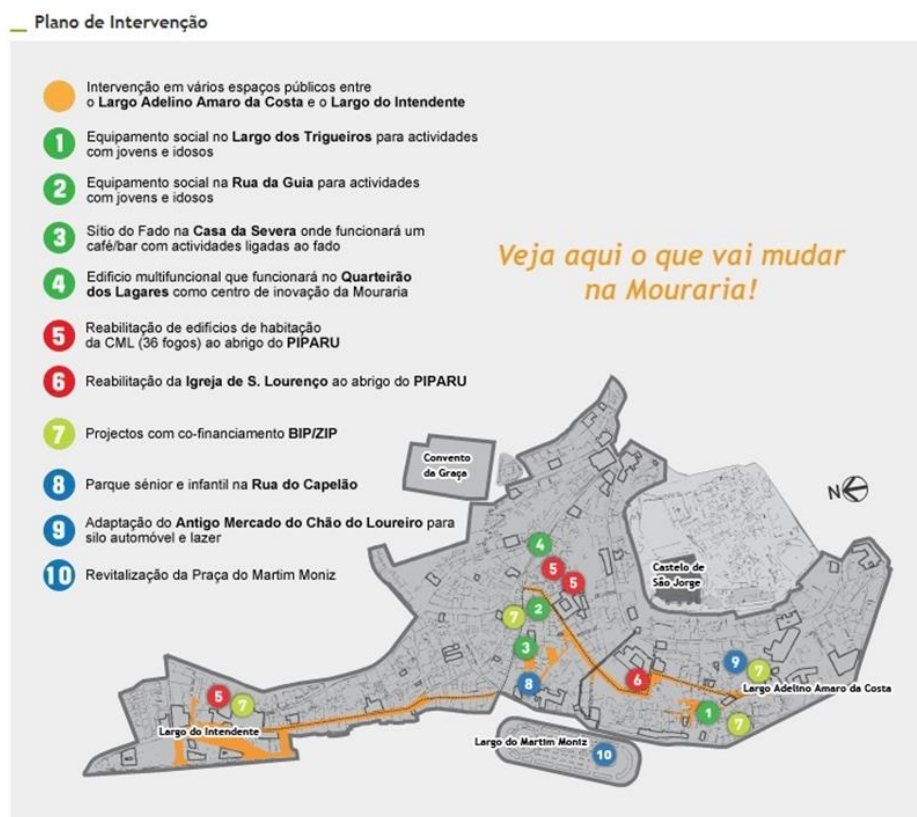 Plano de Intervenção
Intervenção em vários espaços públicos entre
o Largo Adelino Amaro da Costa e o Largo do Intendente
1 Equipamento social no Largo dos Trigueiros para actividades
com jovens e idosos
2 Equipamento social na Rua da Guia para actividades
com jovens e idosos
3 Sítio do Fado na Casa da Severa onde funcionará um
café/bar com actividades ligadas ao fado
4 Edificio multifuncional que funcionará no Quarteirão
dos Lagares como centro de inovação da Mouraria
5 Reabilitação de edifícios de habitação
da CML (36 fogos) ao abrigo do PIPARU
6 Reabilitação da Igreja de S. Lourenço ao abrigo do PIPARU
7 Projectos com co-financiamento BIP/ZIP
8 Parque sénior e infantil na Rua do Capelão
9 Adaptação do Antigo Mercado do Chão do Loureiro para
silo automóvel e lazer
10 Revitalização da Praça do Martim Moniz
Veja aqui o que vai mudar
na Mouraria!
Convento
da Graça
N
4
5
5
Castelo de
São Jorge
7
2
3
8
6
9
7
Largo Adelino Amaro da Costa
1
7
5
7
Largo do Intendente
Largo do Martim Moniz
10